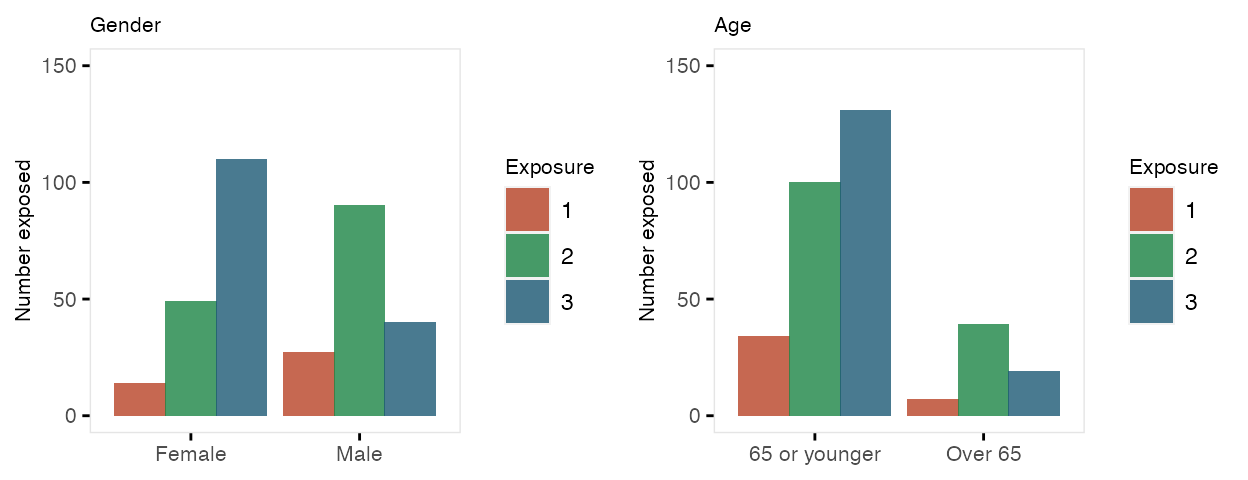 Gender
150
100
50
0
Number exposed
Female Male
Exposure
1
2
3
Age
150
100
50
0
Number exposed
65 or younger Over 65
Exposure
1
2
3